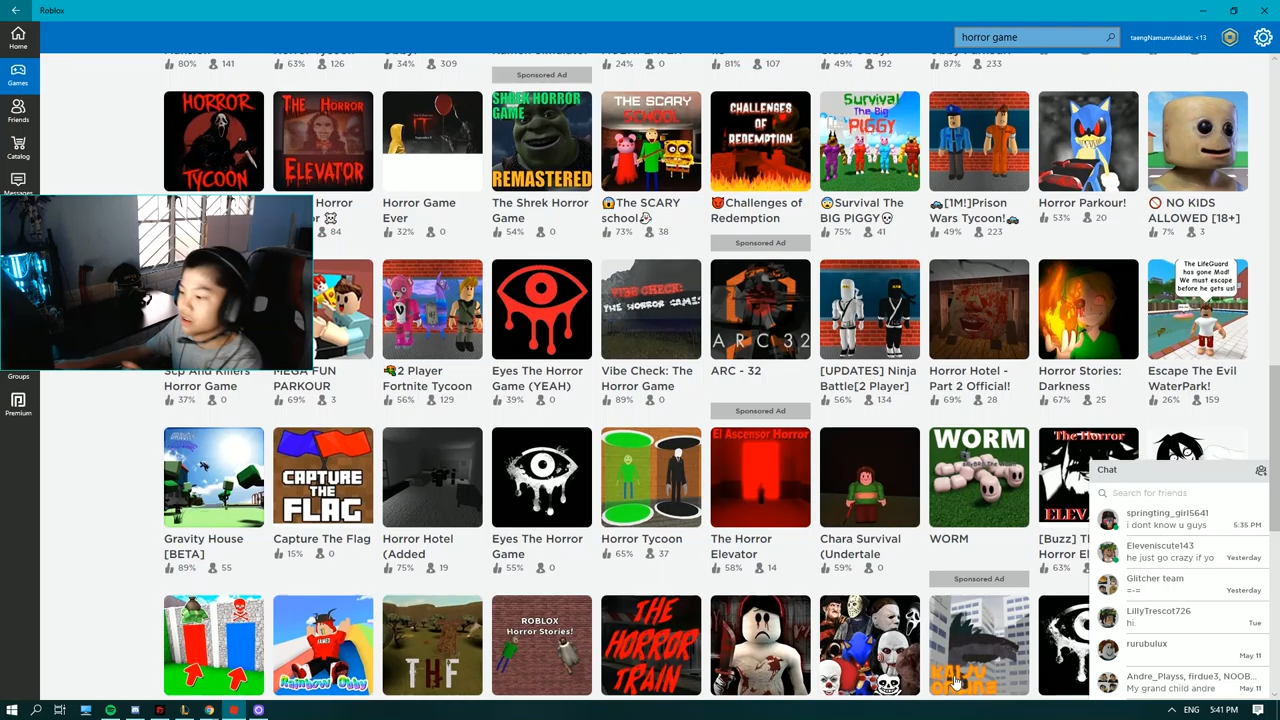 Roblox
Home
horror game
taengNamumulaklak: <13
Games
80% 141
63% 126
34% 309
Sponsored Ad
24% 0
81% 107
49% 192
87% 233
Friends
Catalog
Messages
HORROR
TYCOON
THE HORROR
ELEVATOR
IT
SHREK HORROR
GAME
REMASTERED
THE SCARY
SCHOOL
CHALLENGES
OF
REDEMPTION
Survival
The Big
PIGGY
Horror
84
Horror Game
Ever
32% 0
The Shrek Horror
Game
54% 0
The SCARY
school
73% 38
Challenges of
Redemption
Sponsored Ad
Survival The
BIG PIGGY
75% 41
[1M!]Prison
Wars Tycoon!
49% 223
Horror Parkour!
53% 20
NO KIDS
ALLOWED [18+]
7% 3
VIBE CHECK:
THE HORROR GAME
ARC 32
The LifeGuard
has gone Mad!
We must escape
before he gets us!
Groups
Scp And Killers
Horror Game
37% 0
MEGA FUN
PARKOUR
69% 3
2 Player
Fortnite Tycoon
56% 129
Eyes The Horror
Game (YEAH)
39% 0
Vibe Check: The
Horror Game
89% 0
ARC - 32
Sponsored Ad
[UPDATES] Ninja
Battle[2 Player]
56% 134
Horror Hotel -
Part 2 Official!
69% 28
Horror Stories:
Darkness
67% 25
Escape The Evil
WaterPark!
26% 159
Premium
CAPTURE
THE
FLAG
El Ascensor Horror
WORM
The Horror
ELEVA
Gravity House
[BETA]
89% 55
Capture The Flag
15% 0
Horror Hotel
(Added
75% 19
Eyes The Horror
Game
55% 0
Horror Tycoon
65% 37
The Horror
Elevator
58% 14
Chara Survival
(Undertale
59% 0
WORM
Sponsored Ad
[Buzz] Th
Horror El
63%
Chat
Search for friends
springting_girl5641
i dont know u guys 5:35 PM
Eleveniscute143
he just go crazy if yo Yesterday
Glitcher team
=-= Yesterday
LillyTrescot726
hi. Tue
rurubulux
May 11
Andre_Playss, firdue3, NOOB...
My grand child andre May 11
Rainbow Obby
THF
ROBLOX
Horror Stories!
THE
HORROR
TRAIN
KAIJU
ONLINE
ENG 5:41 PM